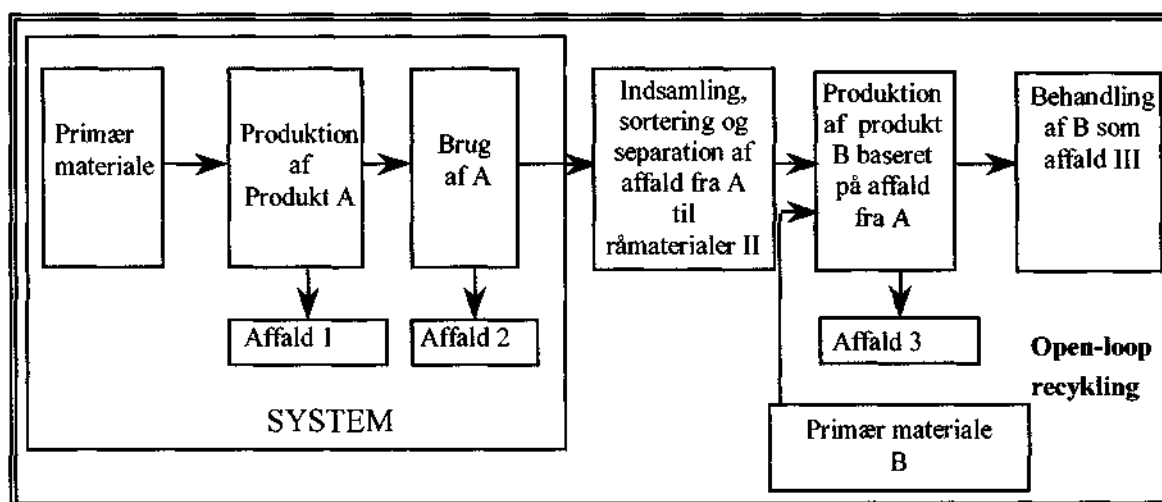 Primær
materiale
Produktion
af
Produkt A
Brug
af A
Indsamling,
sortering og
separation af
affald fra A
til
råmaterialer II
Produktion
af produkt
B baseret
på affald
fra A
Behandling
af B som
affald III
Affald 1
Affald 2
Affald 3
Open-loop
recykling
SYSTEM
Primær materiale
B